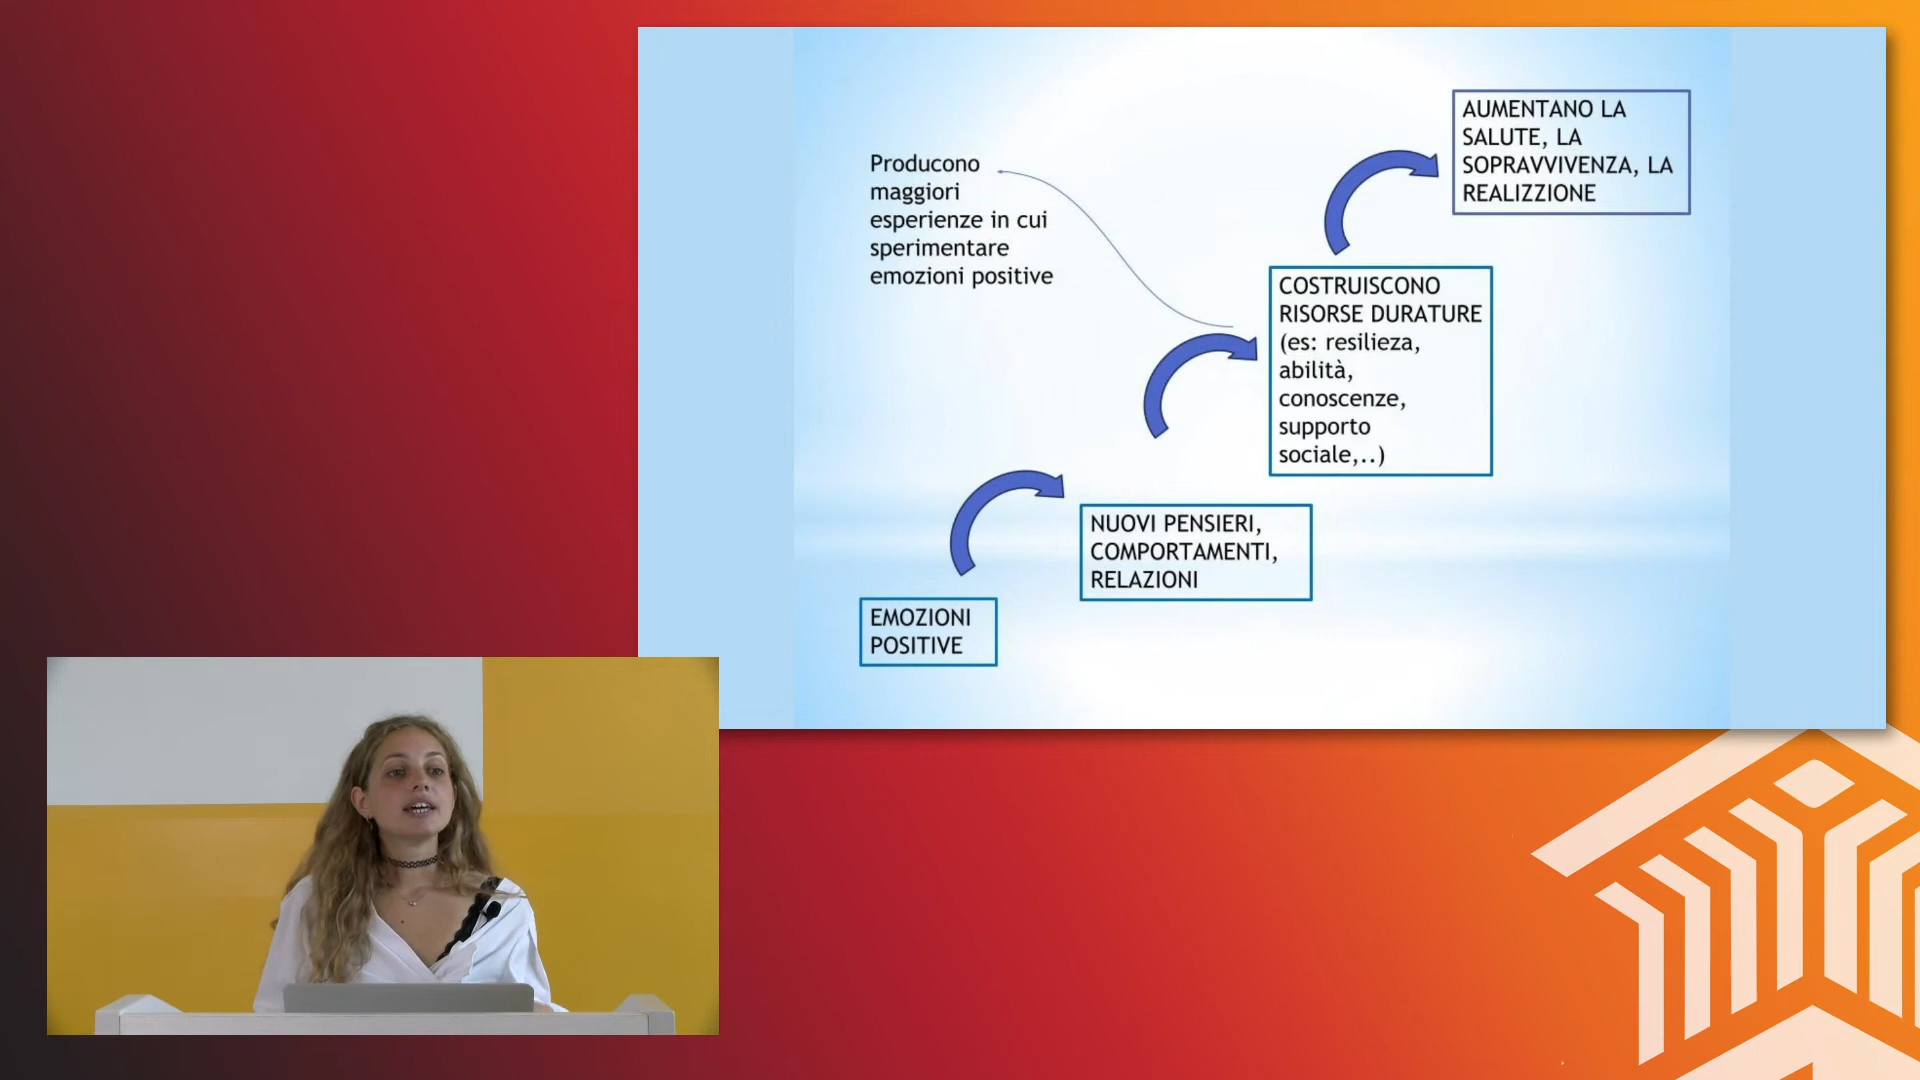 AUMENTANO LA
SALUTE, LA
SOPRAVVIVENZA, LA
REALIZZIONE
Producono
maggiori
esperienze in cui
sperimentare
emozioni positive
COSTRUISCONO
RISORSE DURATURE
(es: resilieza,
abilità,
conoscenze,
supporto
sociale,..)
NUOVI PENSIERI,
COMPORTAMENTI,
RELAZIONI
EMOZIONI
POSITIVE